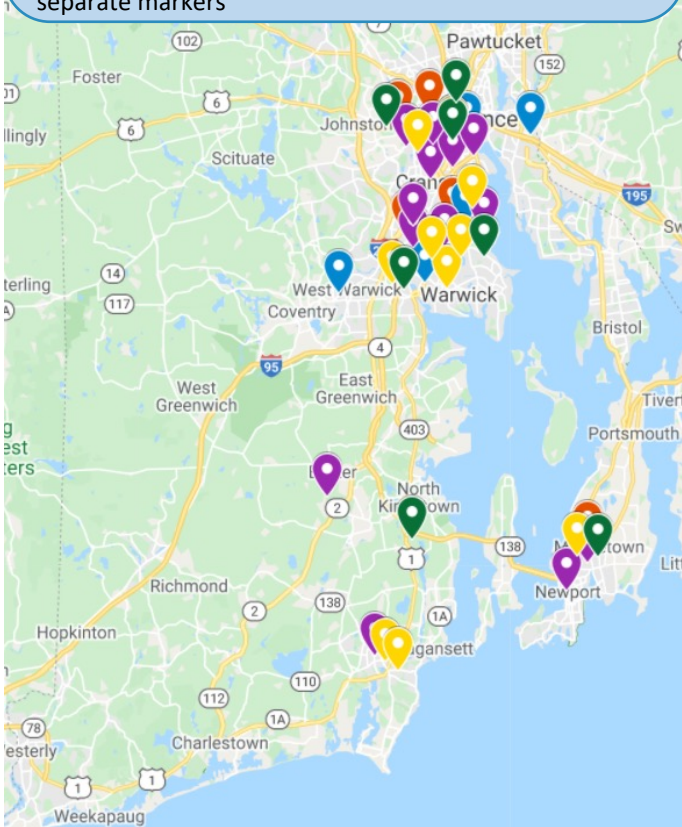 separate markers
7
Pawtucket
102
152
Foster
6
6
Johnston
Scituate
195
14
West Warwick
Warwick
117
Coventry
Bristol
4
95
East
Greenwich
West
Greenwich
403
Portsmouth
North
2
138
1
Newport
Richmond
138
2
1A
Hopkinton
110
112
1A
78
Charlestown
1
1
Weekapaug